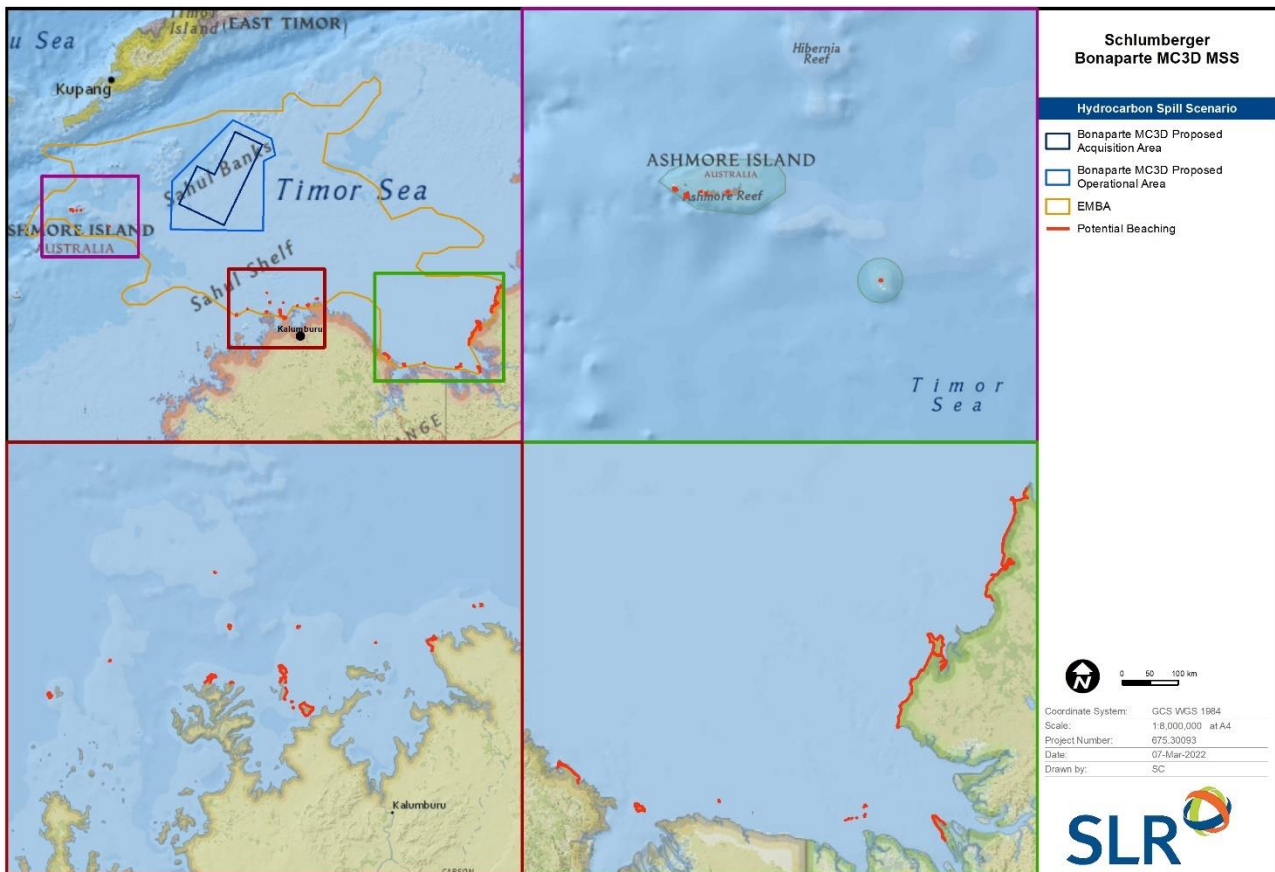 Timor
Island
(EAST TIMOR)
u Sea
Kupang
Sahul Banks
Timor Sea
SHMORE ISLAND
AUSTRALIA
Sahul Shelf
Kalumburu
ANGE
Hibernia
Reef
ASHMORE ISLAND
AUSTRALIA
Ashmore Reef
Timor
Sea
Kalumburu
CARSON
Schlumberger
Bonaparte MC3D MSS
Hydrocarbon Spill Scenario
Bonaparte MC3D Proposed
Acquisition Area
Bonaparte MC3D Proposed
Operational Area
EMBA
Potential Beaching
N
0 50 100 km
Coordinate System: GCS WGS 1984
Scale: 1:8,000,000 at A4
Project Number: 675.30093
Date: 07-Mar-2022
Drawn by: SC
SLR